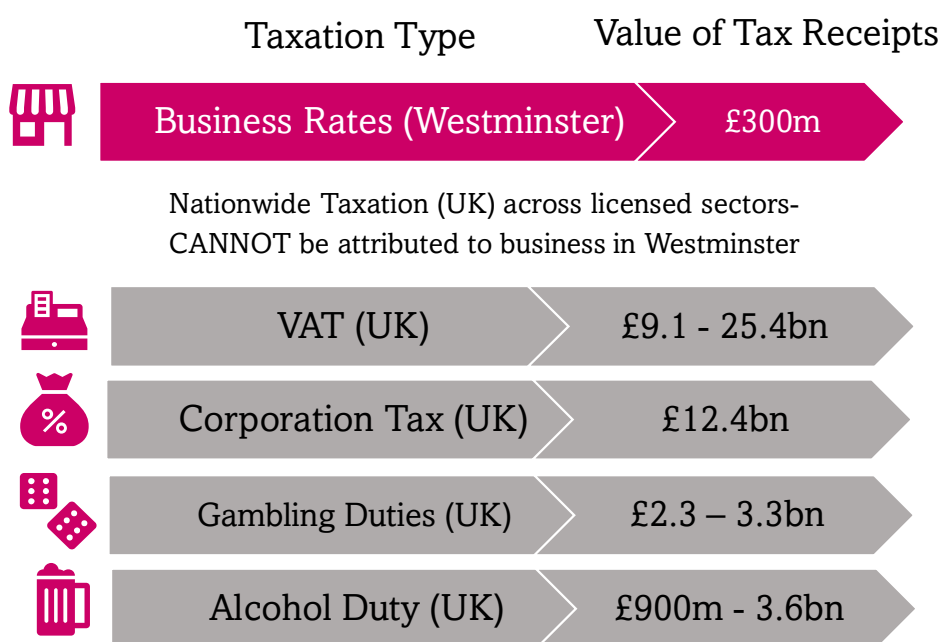 Taxation Type Value of Tax Receipts
Business Rates (Westminster) £300m
Nationwide Taxation (UK) across licensed sectors-
CANNOT be attributed to business in Westminster
VAT (UK) £9.1 - 25.4bn
% Corporation Tax (UK) £12.4bn
Gambling Duties (UK) £2.3 – 3.3bn
Alcohol Duty (UK) £900m - 3.6bn